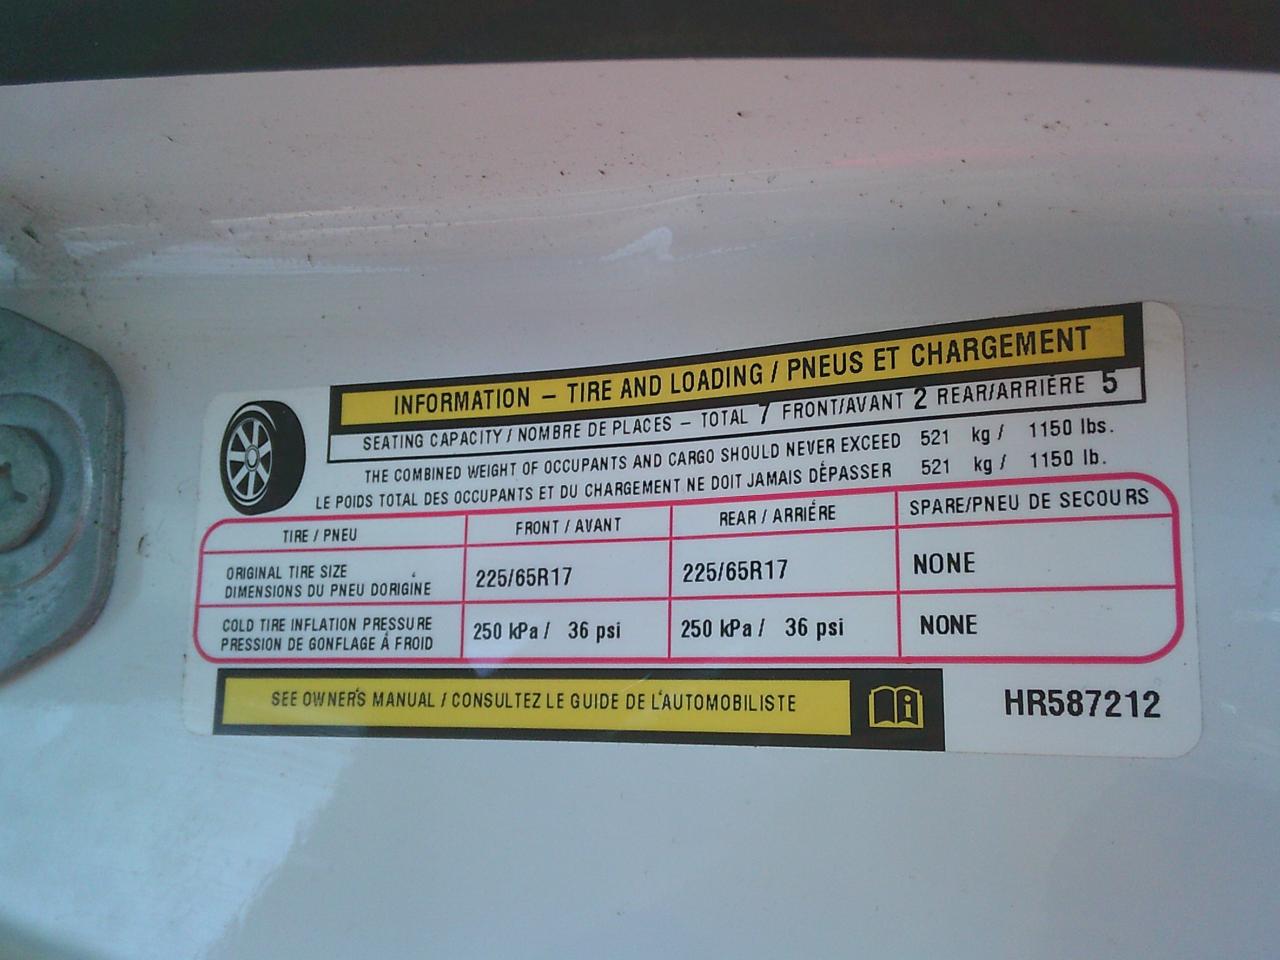 INFORMATION – TIRE AND LOADING / PNEUS ET CHARGEMENT
SEATING CAPACITY / NOMBRE DE PLACES – TOTAL 7 FRONT/AVANT 2 REAR/ARRIÈRE 5
THE COMBINED WEIGHT OF OCCUPANTS AND CARGO SHOULD NEVER EXCEED 521 kg / 1150 lbs.
LE POIDS TOTAL DES OCCUPANTS ET DU CHARGEMENT NE DOIT JAMAIS DÉPASSER 521 kg / 1150 lb.
TIRE / PNEU FRONT / AVANT REAR / ARRIÉRE SPARE/PNEU DE SECOURS
ORIGINAL TIRE SIZE
DIMENSIONS DU PNEU D'ORIGINE 225/65R17 225/65R17 NONE
COLD TIRE INFLATION PRESSURE
PRESSION DE GONFLAGE Á FROID 250 kPa / 36 psi 250 kPa / 36 psi NONE
SEE OWNER'S MANUAL / CONSULTEZ LE GUIDE DE L'AUTOMOBILISTE
HR587212